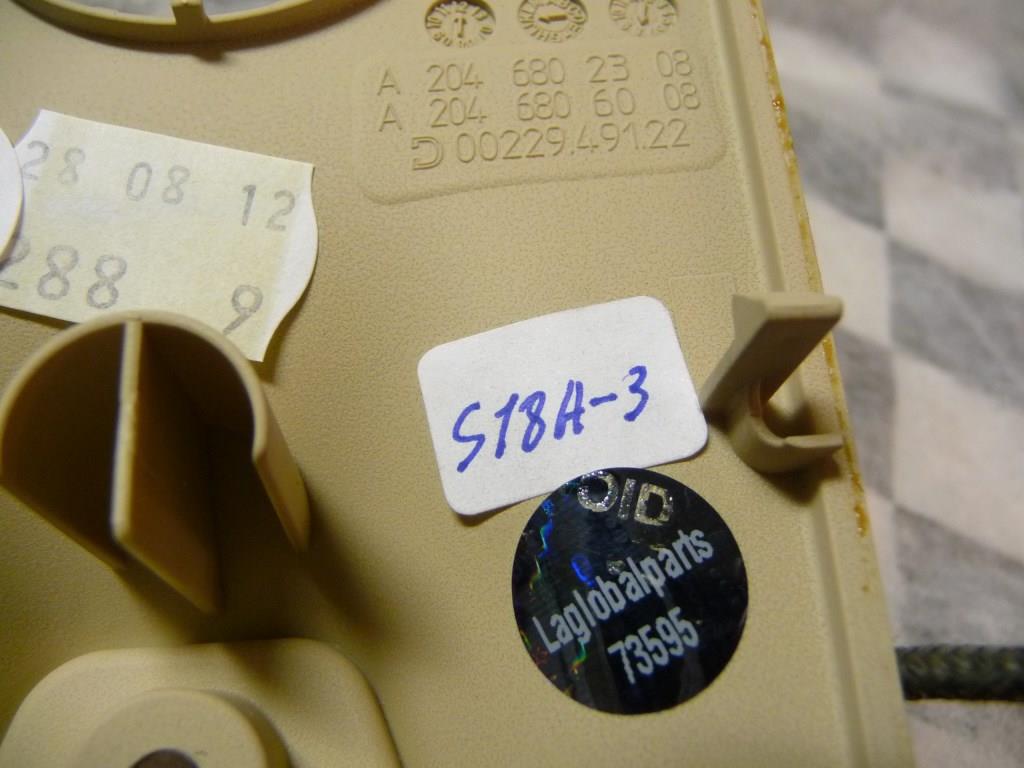 A 204 680 23 08
A 204 680 60 08
D 00229.491.22
28 08 12
288 9
S18A-3
Laglobalparts
73595